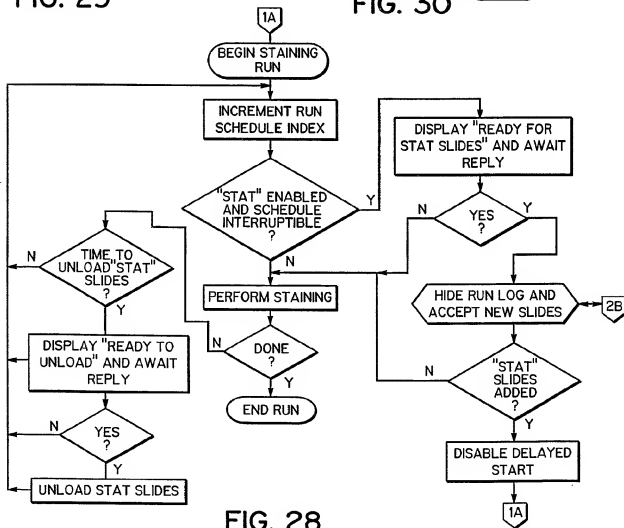 FIG. 29
FIG. 30
1A
BEGIN STAINING
RUN
INCREMENT RUN
SCHEDULE INDEX
"STAT" ENABLED
AND SCHEDULE
INTERRUPTIBLE
?
Y
N
DISPLAY "READY FOR
STAT SLIDES" AND AWAIT
REPLY
N
YES
?
Y
HIDE RUN LOG AND
ACCEPT NEW SLIDES
2B
"STAT"
SLIDES
ADDED
?
N
Y
DISABLE DELAYED
START
1A
PERFORM STAINING
N
DONE
?
Y
END RUN
N
TIME TO
UNLOAD "STAT"
SLIDES
?
Y
DISPLAY "READY TO
UNLOAD" AND AWAIT
REPLY
N
YES
?
Y
UNLOAD STAT SLIDES
FIG. 28